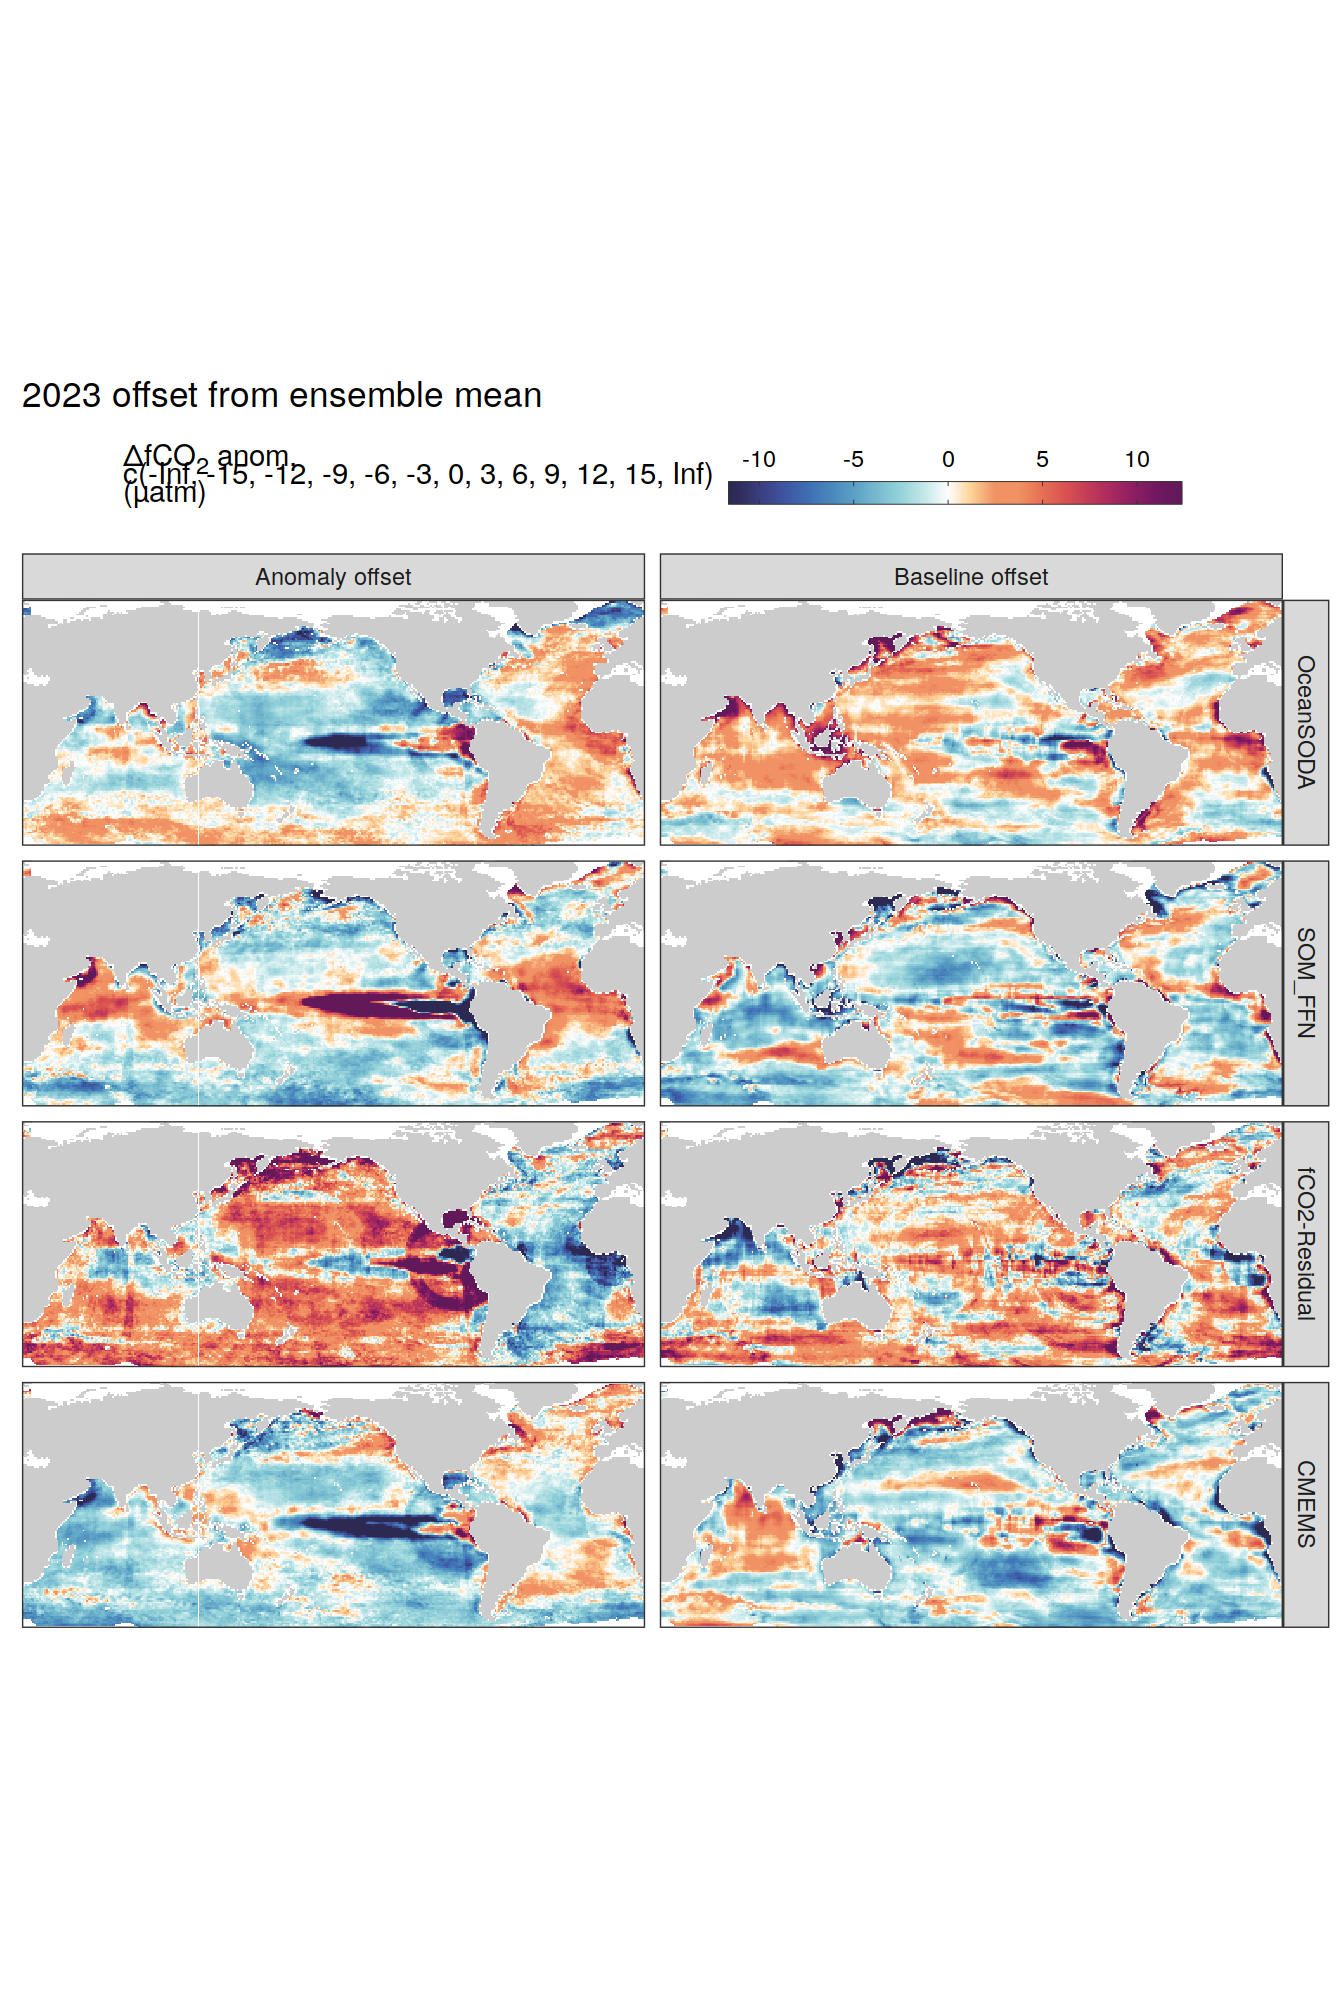 2023 offset from ensemble mean
ΔfCO₂ anom.
c(-Inf, -15, -12, -9, -6, -3, 0, 3, 6, 9, 12, 15, Inf)
(µatm)
-10 -5 0 5 10
Anomaly offset
Baseline offset
OceanSODA
SOM_FFN
fCO2-Residual
CMEMS